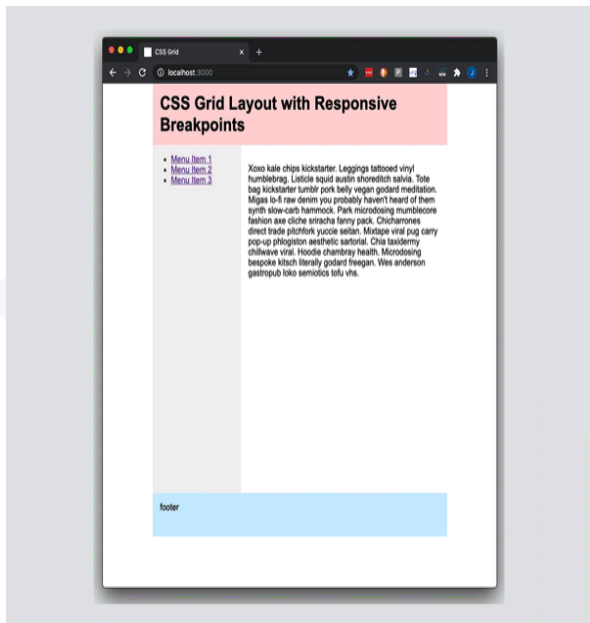 CSS Grid
localhost:3000
CSS Grid Layout with Responsive
Breakpoints
Menu Item 1
Menu Item 2
Menu Item 3
Xoxo kale chips kickstarter. Leggings tattooed vinyl
humblebrag. Listicle squid austin shoreditch salvia. Tote
bag kickstarter tumblr pork belly vegan godard meditation.
Migas lo-fi raw denim you probably haven't heard of them
synth slow-carb hammock. Park microdosing mumblecore
fashion axe cliche sriracha fanny pack. Chicharrones
direct trade pitchfork yuccie seitan. Mixtape viral pug carry
pop-up phlogiston aesthetic sartorial. Chia taxidermy
chillwave viral. Hoodie chambray health. Microdosing
bespoke kitsch literally godard freegan. Wes anderson
gastropub loko semiotics tofu vhs.
footer